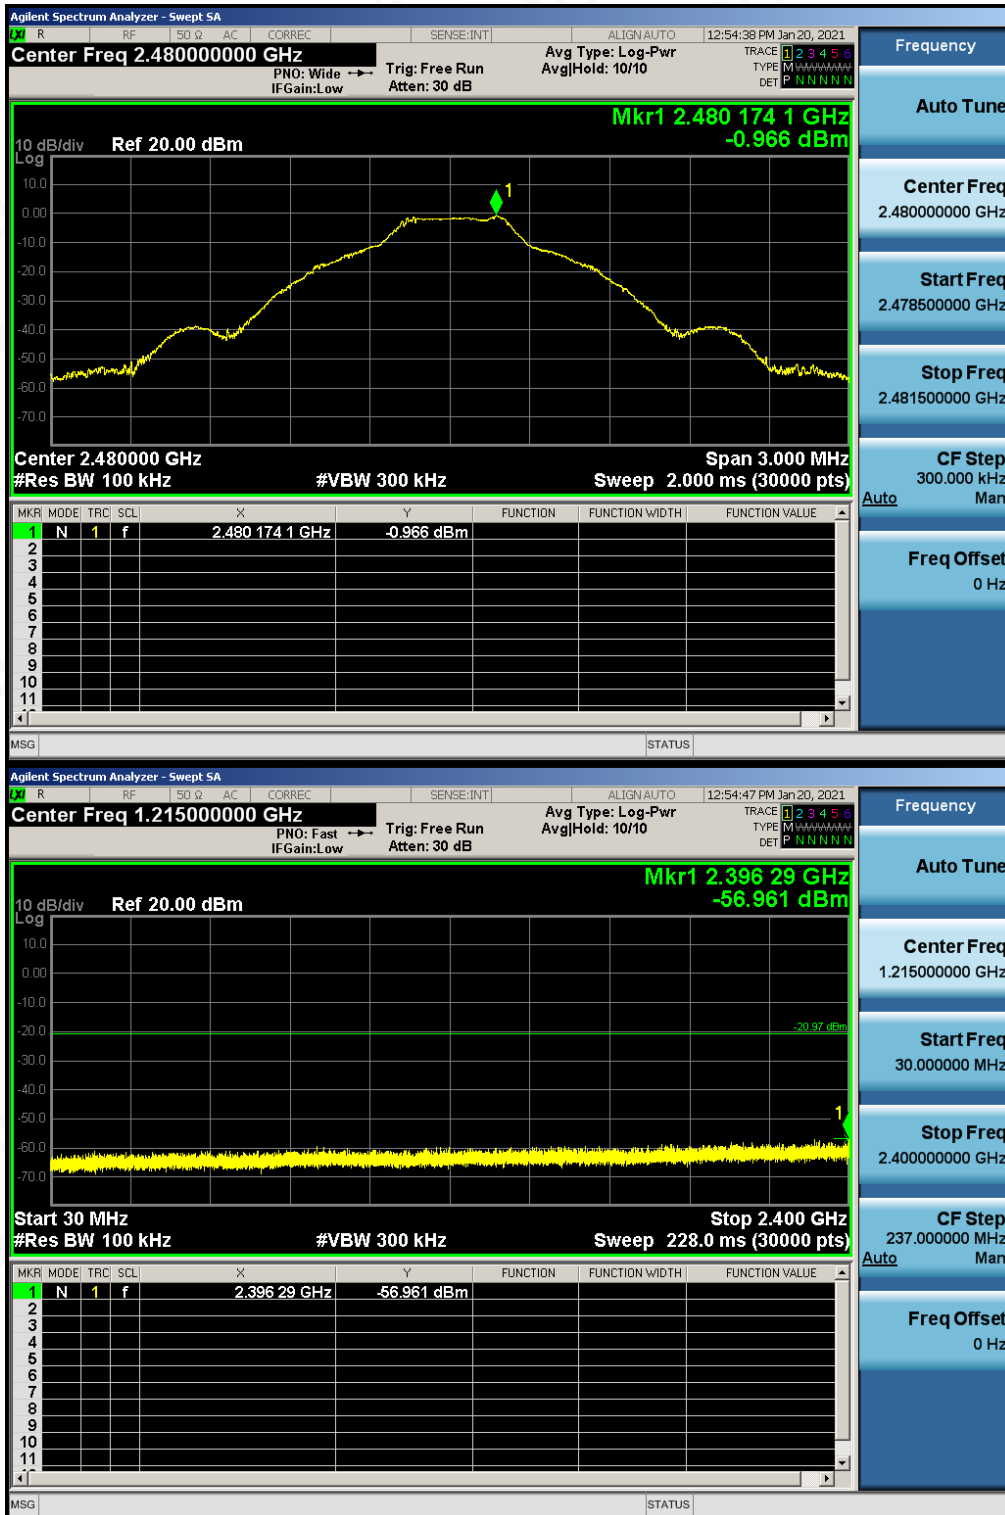 Agilent Spectrum Analyzer - Swept SA
LXI R RF 50 Ω AC CORREC SENSE:INT ALIGN AUTO 12:54:38 PM Jan 20, 2021
Center Freq 2.480000000 GHz
PNO: Wide
IFGain:Low
Trig: Free Run
Atten: 30 dB
Avg Type: Log-Pwr
Avg|Hold: 10/10
TRACE 1 2 3 4 5 6
TYPE M W W W W W
DET P N N N N N
Mkr1 2.480 174 1 GHz
-0.966 dBm
10 dB/div Ref 20.00 dBm
Log
10.0
0.00
-10.0
-20.0
-30.0
-40.0
-50.0
-60.0
-70.0
1
Center 2.480000 GHz Span 3.000 MHz
#Res BW 100 kHz #VBW 300 kHz Sweep 2.000 ms (30000 pts)
MKR MODE TRC SCL X Y FUNCTION FUNCTION WIDTH FUNCTION VALUE
1 N 1 f 2.480 174 1 GHz -0.966 dBm
2
3
4
5
6
7
8
9
10
11
MSG STATUS
Frequency
Auto Tune
Center Freq
2.480000000 GHz
Start Freq
2.478500000 GHz
Stop Freq
2.481500000 GHz
CF Step
300.000 kHz
Auto Man
Freq Offset
0 Hz
Agilent Spectrum Analyzer - Swept SA
LXI R RF 50 Ω AC CORREC SENSE:INT ALIGN AUTO 12:54:47 PM Jan 20, 2021
Center Freq 1.215000000 GHz
PNO: Fast
IFGain:Low
Trig: Free Run
Atten: 30 dB
Avg Type: Log-Pwr
Avg|Hold: 10/10
TRACE 1 2 3 4 5 6
TYPE M W W W W W
DET P N N N N N
Mkr1 2.396 29 GHz
-56.961 dBm
10 dB/div Ref 20.00 dBm
Log
10.0
0.00
-10.0
-20.0
-30.0
-40.0
-50.0
-60.0
-70.0
-20.97 dBm
1
Start 30 MHz Stop 2.400 GHz
#Res BW 100 kHz #VBW 300 kHz Sweep 228.0 ms (30000 pts)
MKR MODE TRC SCL X Y FUNCTION FUNCTION WIDTH FUNCTION VALUE
1 N 1 f 2.396 29 GHz -56.961 dBm
2
3
4
5
6
7
8
9
10
11
MSG STATUS
Frequency
Auto Tune
Center Freq
1.215000000 GHz
Start Freq
30.000000 MHz
Stop Freq
2.400000000 GHz
CF Step
237.000000 MHz
Auto Man
Freq Offset
0 Hz